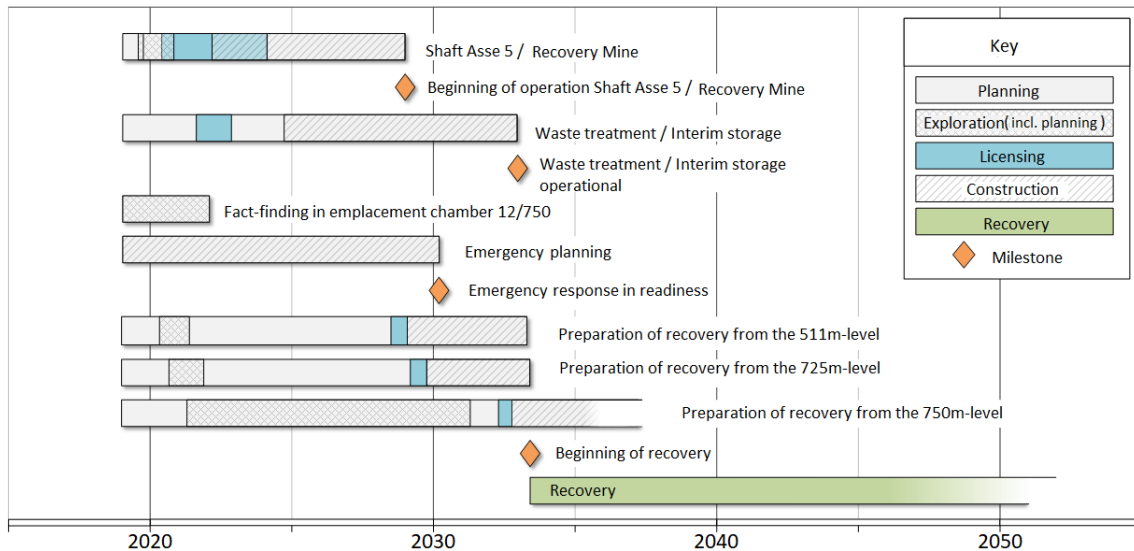 Shaft Asse 5 / Recovery Mine
Beginning of operation Shaft Asse 5 / Recovery Mine
Waste treatment / Interim storage
Waste treatment / Interim storage
operational
Fact-finding in emplacement chamber 12/750
Emergency planning
Emergency response in readiness
Preparation of recovery from the 511m-level
Preparation of recovery from the 725m-level
Preparation of recovery from the 750m-level
Beginning of recovery
Recovery
2020
2030
2040
2050
Key
Planning
Exploration( incl. planning )
Licensing
Construction
Recovery
Milestone